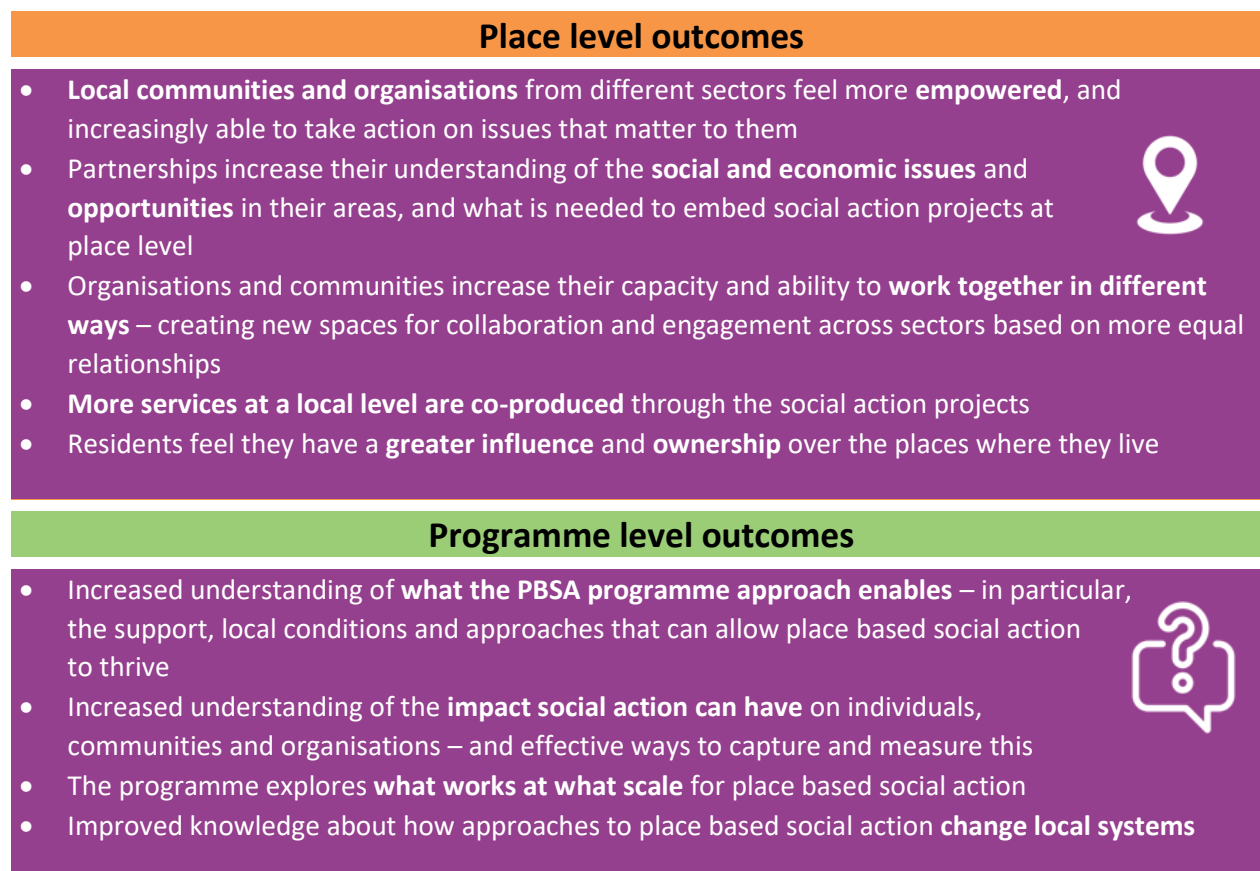 Place level outcomes
• Local communities and organisations from different sectors feel more empowered, and
increasingly able to take action on issues that matter to them
• Partnerships increase their understanding of the social and economic issues and
opportunities in their areas, and what is needed to embed social action projects at
place level
• Organisations and communities increase their capacity and ability to work together in different
ways – creating new spaces for collaboration and engagement across sectors based on more equal
relationships
• More services at a local level are co-produced through the social action projects
• Residents feel they have a greater influence and ownership over the places where they live
Programme level outcomes
• Increased understanding of what the PBSA programme approach enables – in particular,
the support, local conditions and approaches that can allow place based social action
to thrive
• Increased understanding of the impact social action can have on individuals,
communities and organisations – and effective ways to capture and measure this
• The programme explores what works at what scale for place based social action
• Improved knowledge about how approaches to place based social action change local systems